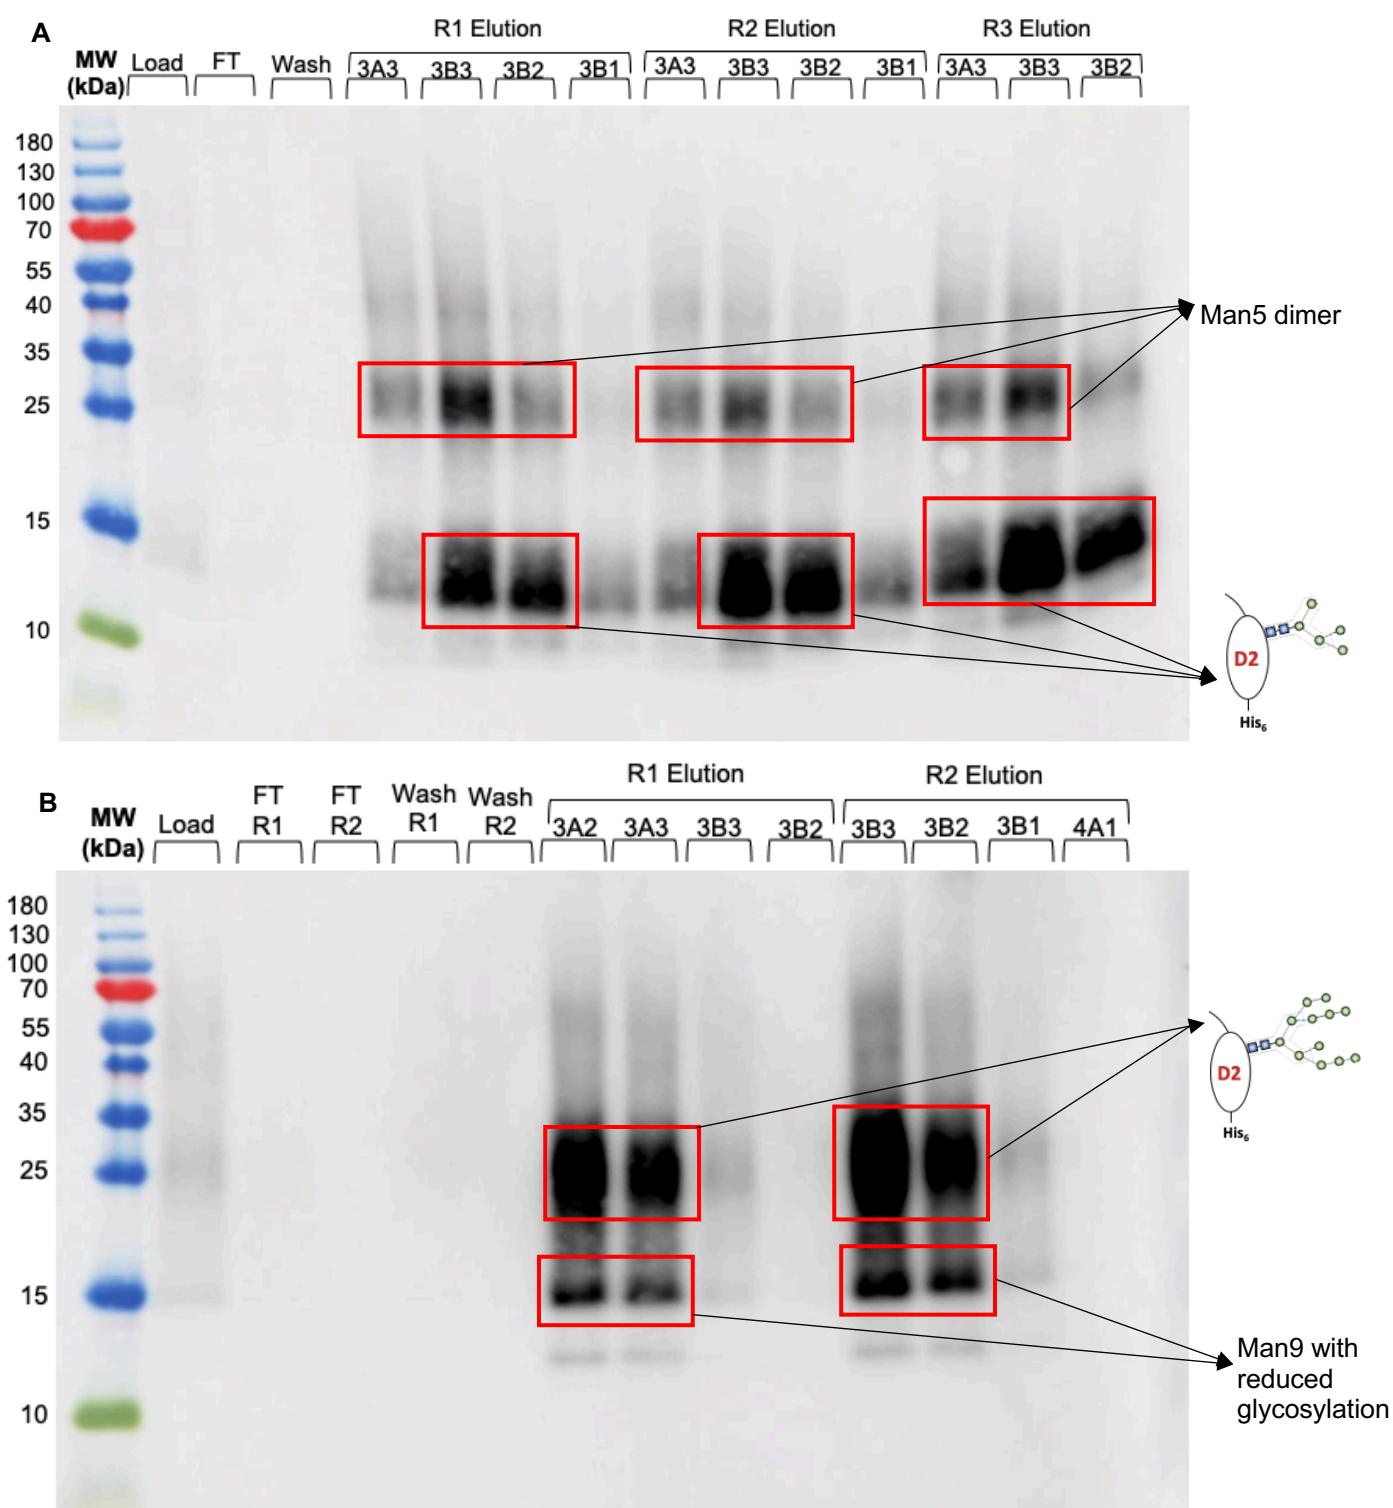 A
R1 Elution R2 Elution R3 Elution
MW (kDa) Load FT Wash 3A3 3B3 3B2 3B1 3A3 3B3 3B2 3B1 3A3 3B3 3B2
180
130
100
70
55
40
Man5 dimer
35
25
15
10
D2
His6
B
R1 Elution R2 Elution
MW (kDa) Load FT R1 FT R2 Wash R1 Wash R2 3A2 3A3 3B3 3B2 3B3 3B2 3B1 4A1
180
130
100
70
55
40
D2
35
His6
25
15
Man9 with
reduced
glycosylation
10